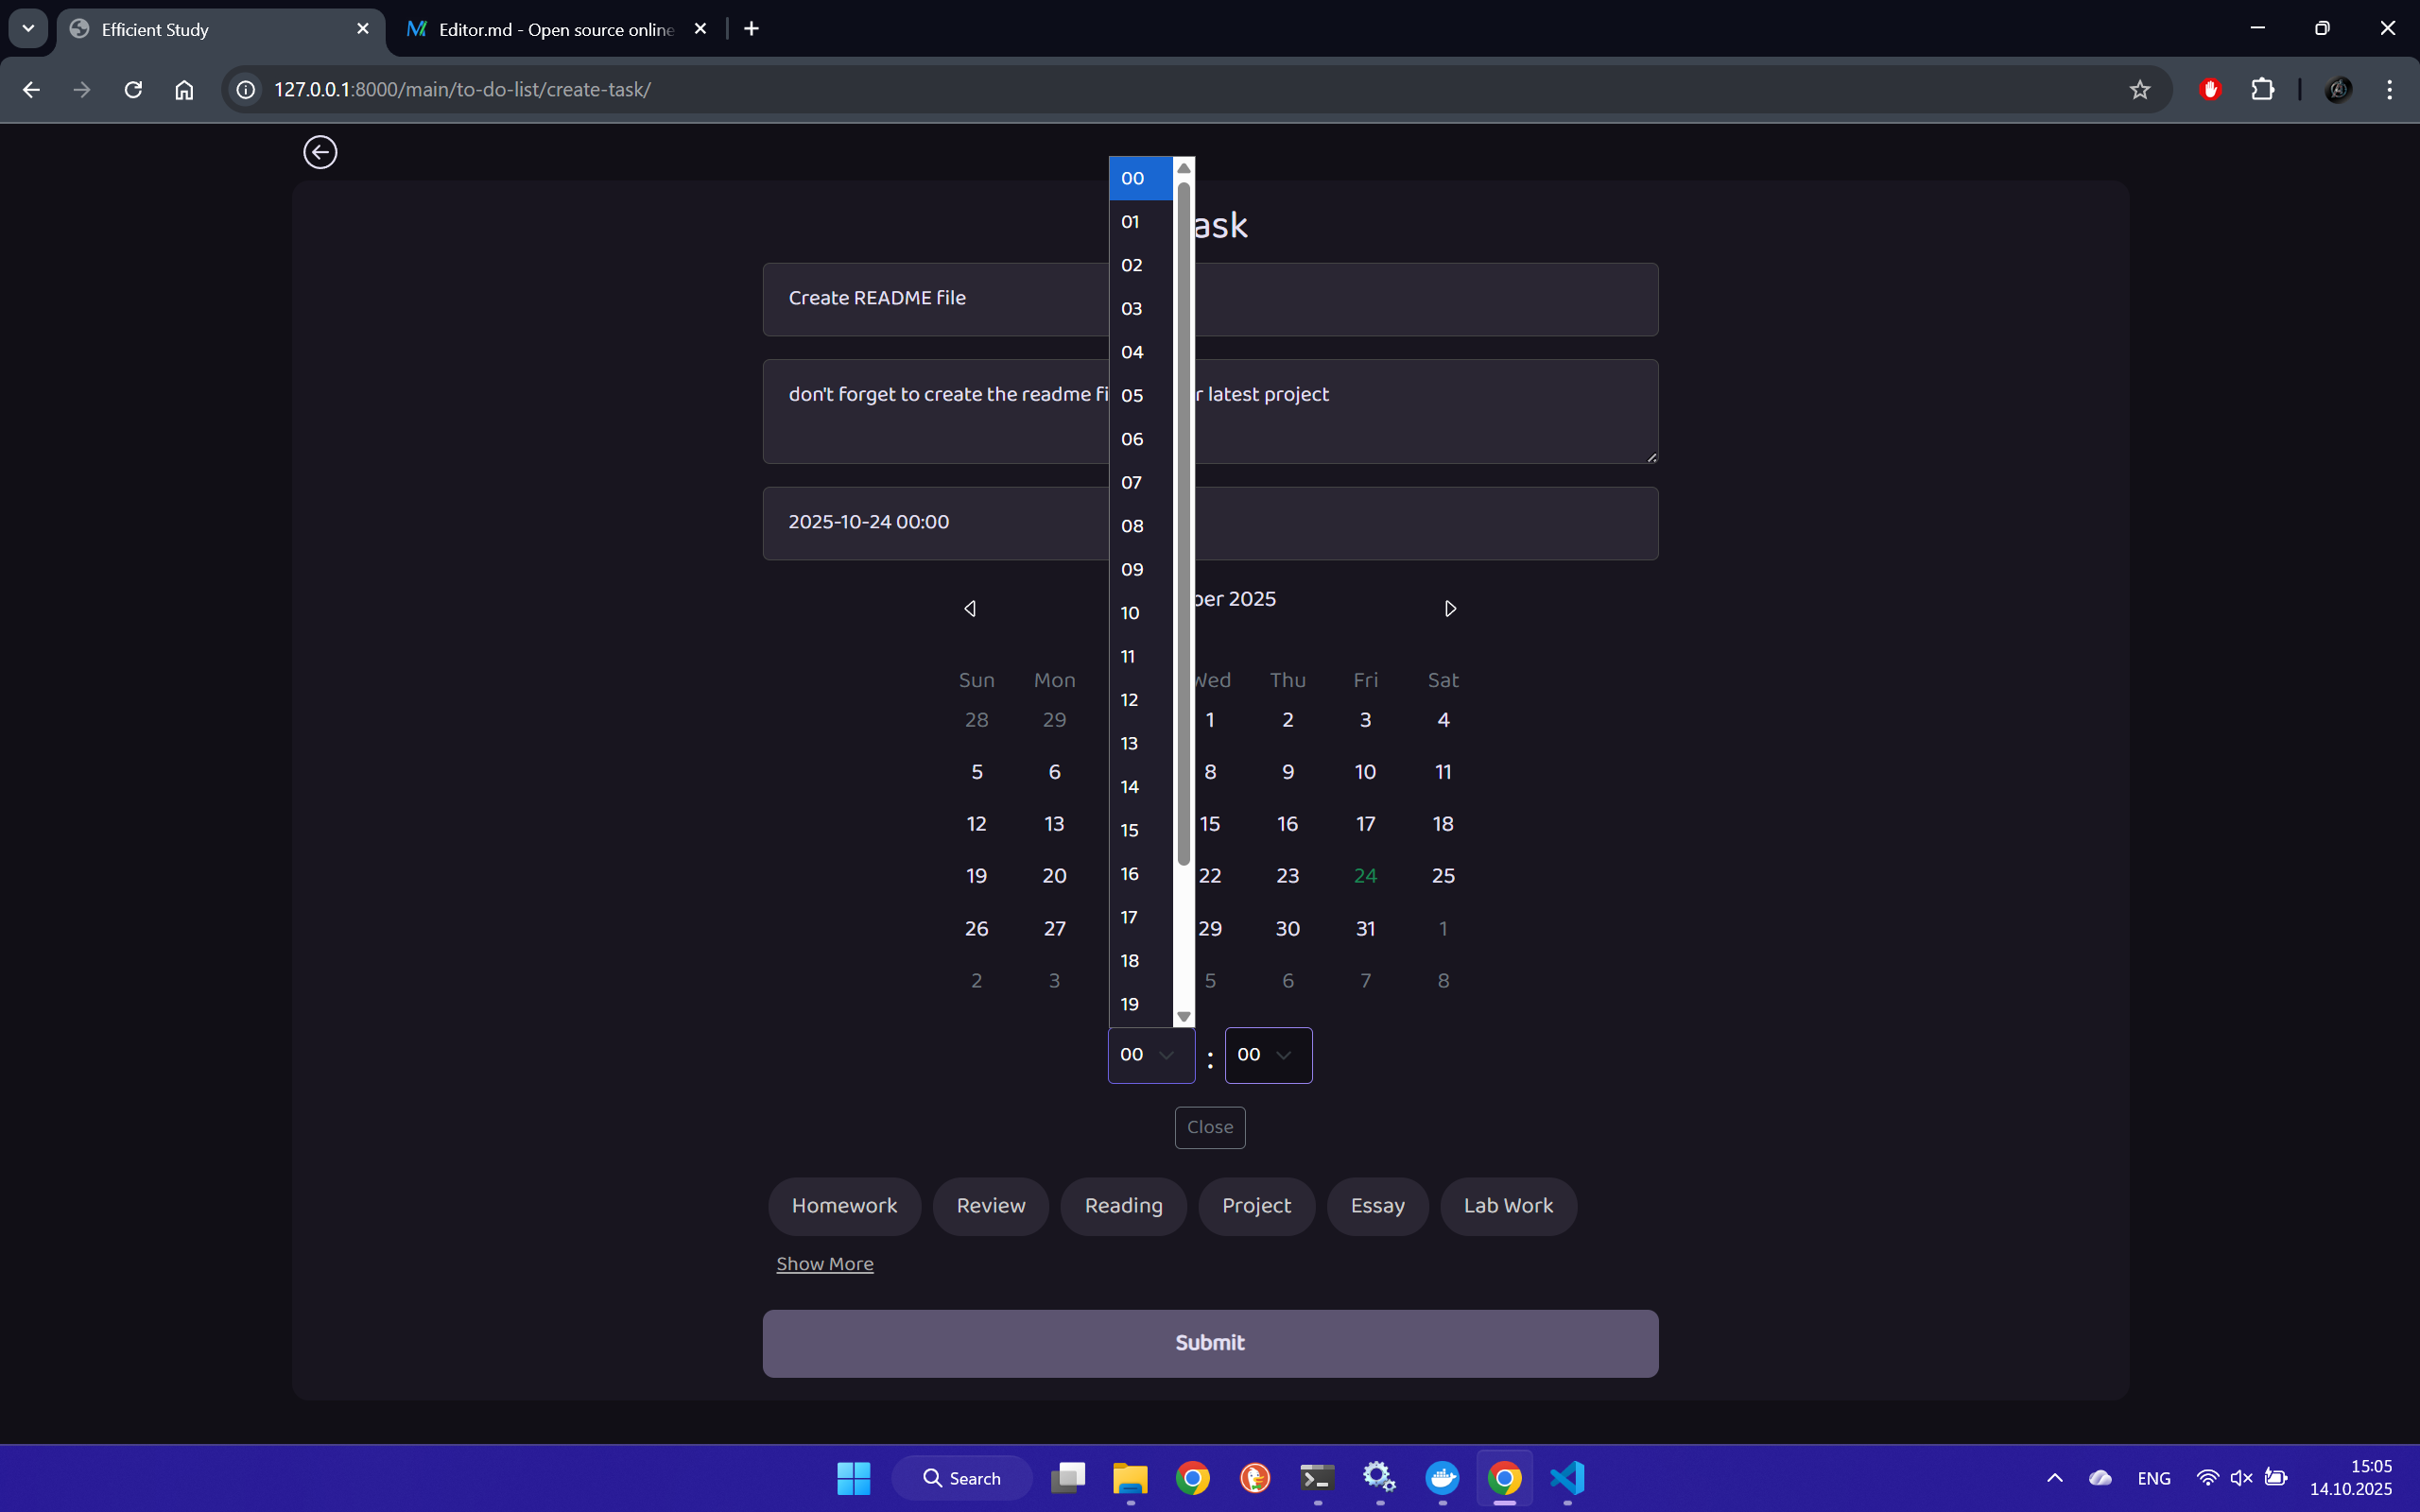 Efficient Study
Editor.md - Open source online
127.0.0.1:8000/main/to-do-list/create-task/
ask
Create README file
don't forget to create the readme fi
r latest project
2025-10-24 00:00
ber 2025
Sun Mon Wed Thu Fri Sat
28 29 1 2 3 4
5 6 8 9 10 11
12 13 15 16 17 18
19 20 22 23 24 25
26 27 29 30 31 1
2 3 5 6 7 8
00
01
02
03
04
05
06
07
08
09
10
11
12
13
14
15
16
17
18
19
00 : 00
Close
Homework Review Reading Project Essay Lab Work
Show More
Submit
Search
ENG
15:05
14.10.2025